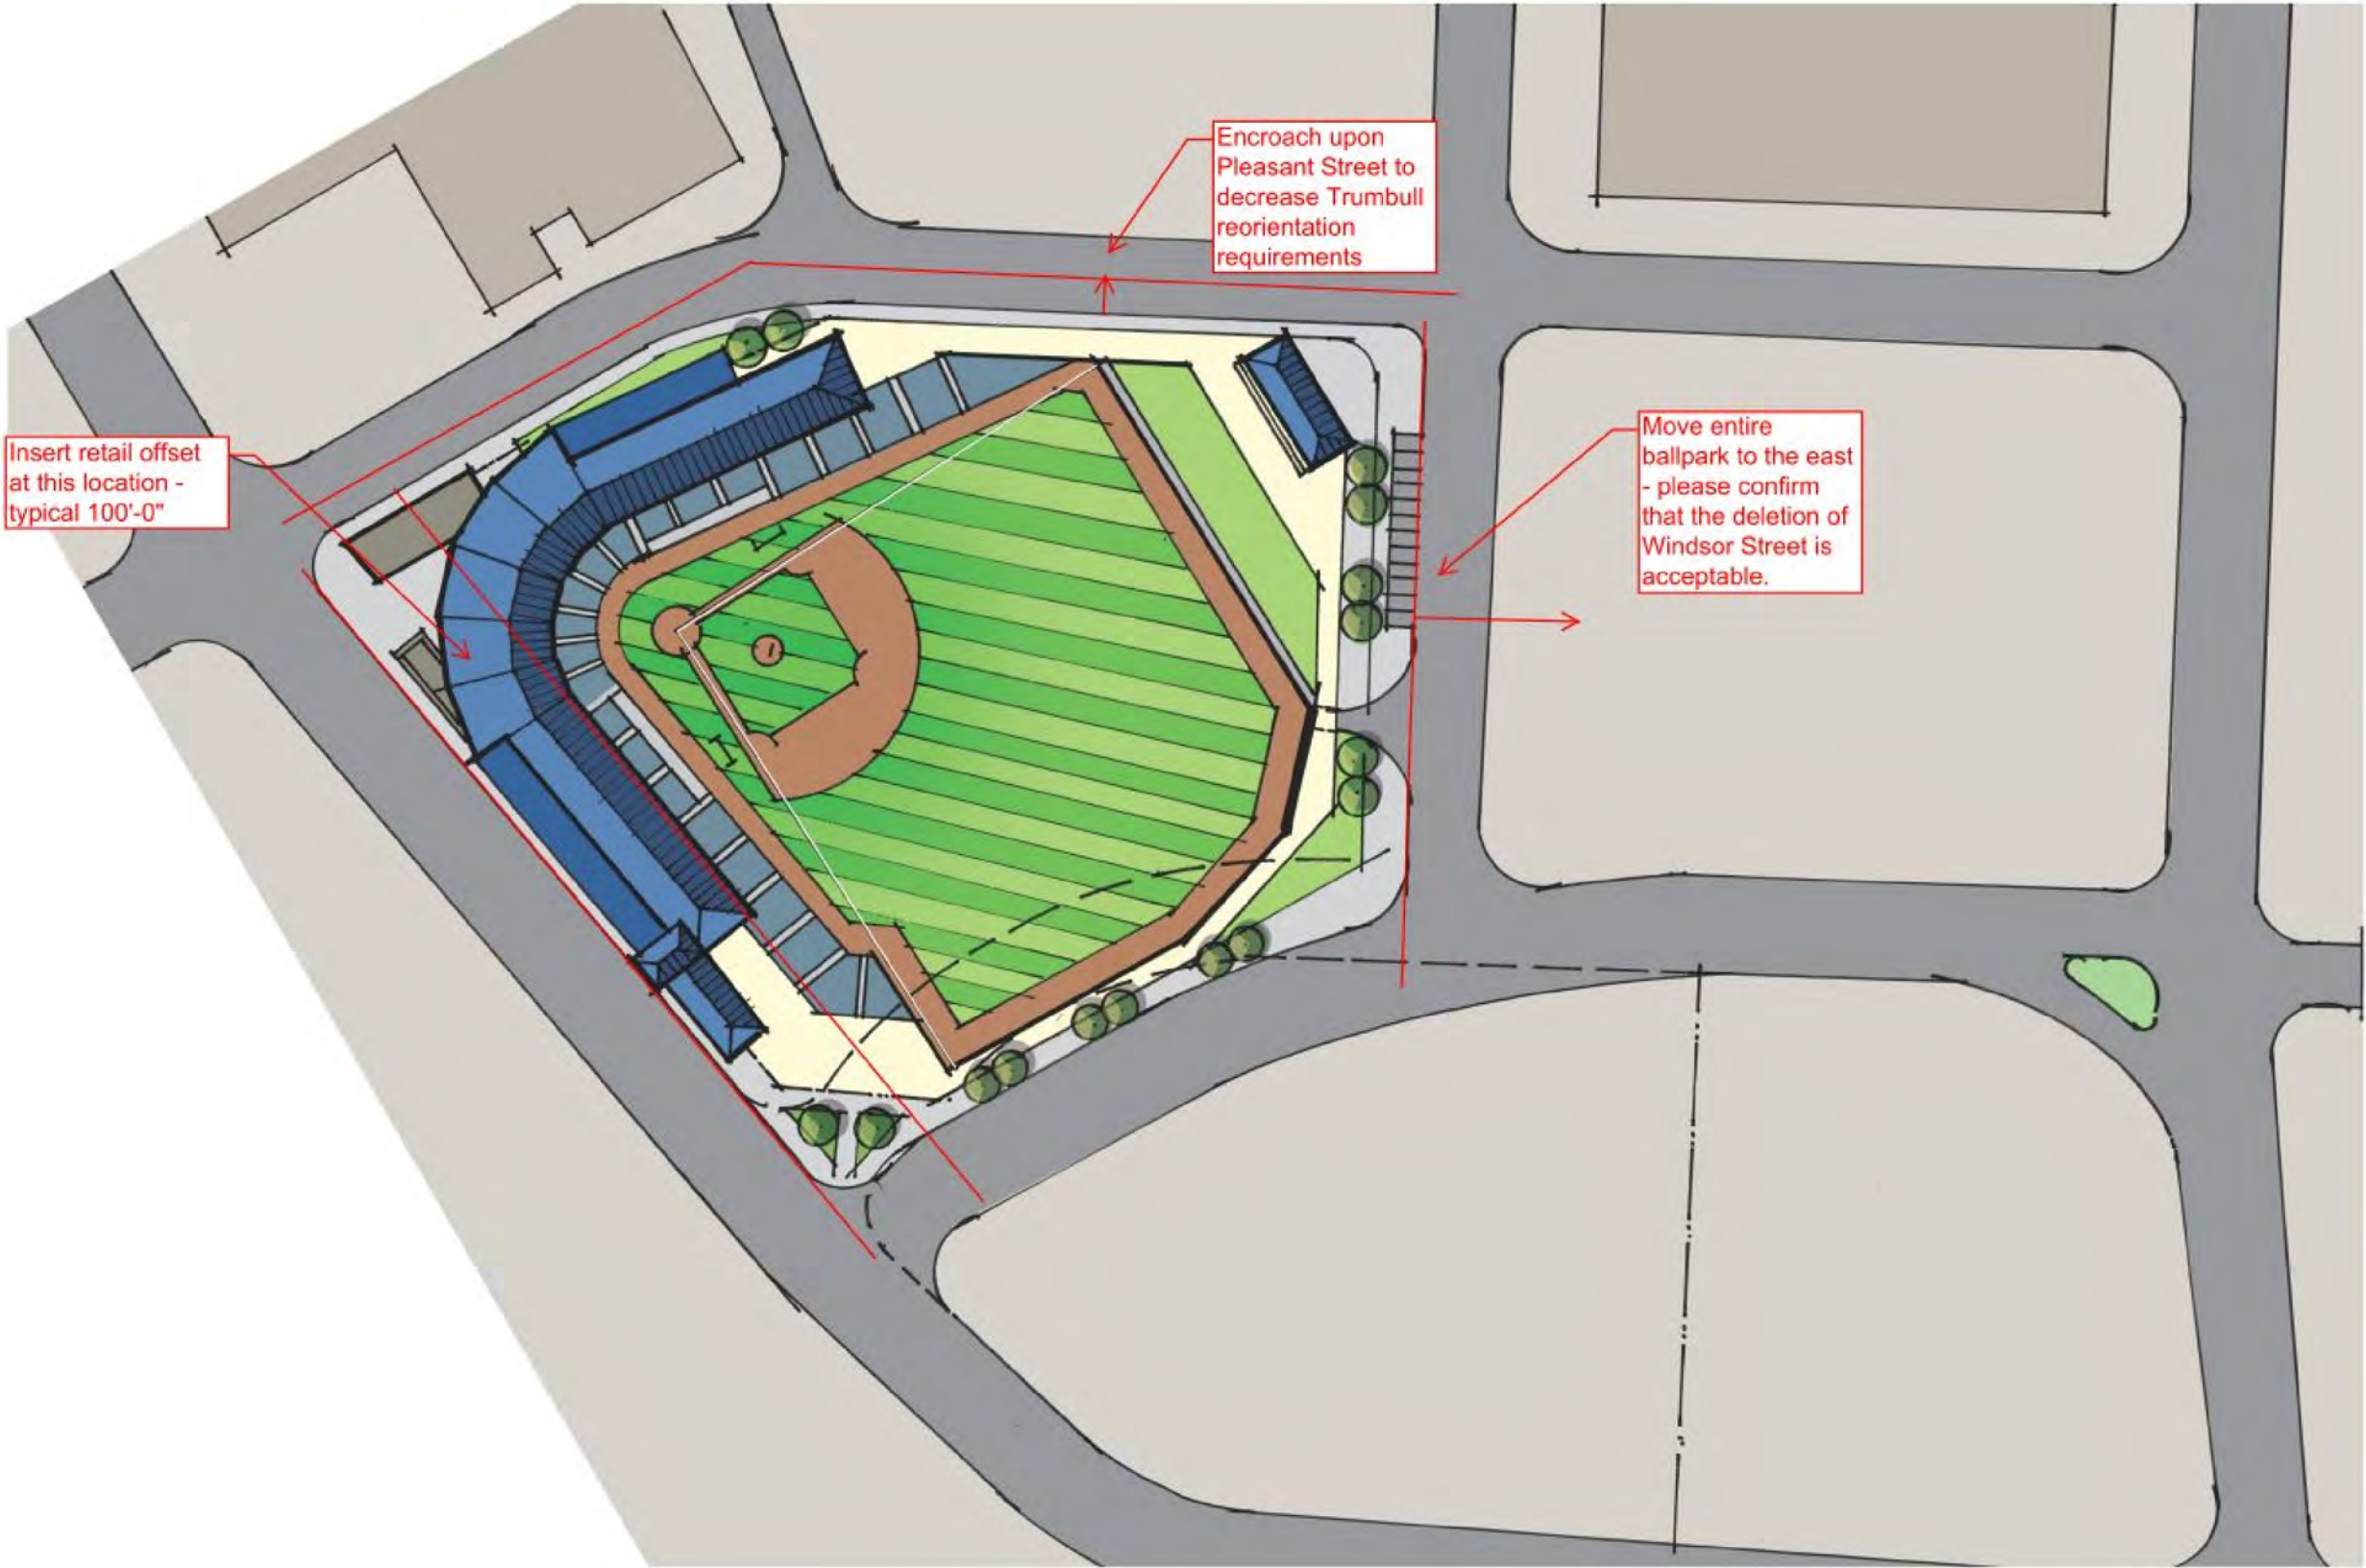 Encroach upon
Pleasant Street to
decrease Trumbull
reorientation
requirements
Insert retail offset
at this location -
typical 100'-0"
Move entire
ballpark to the east
- please confirm
that the deletion of
Windsor Street is
acceptable.